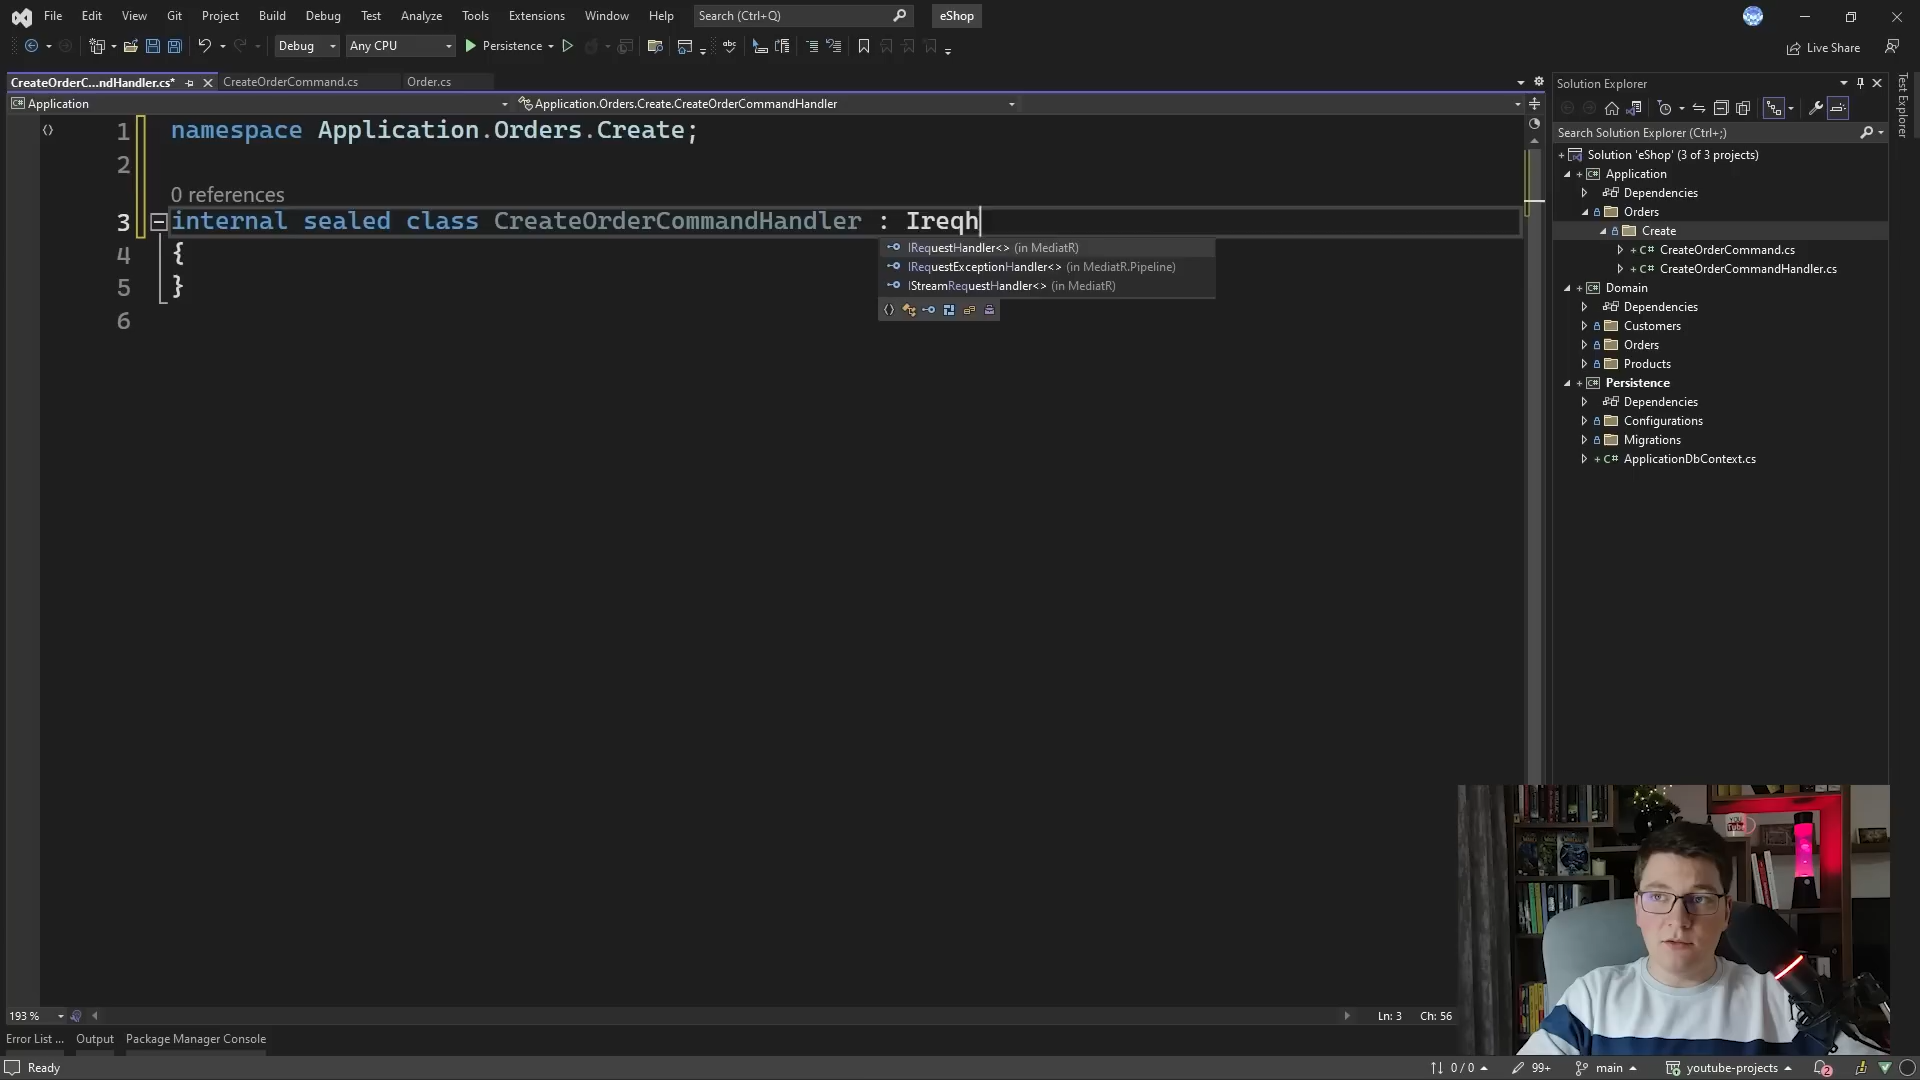 File Edit View Git Project Build Debug Test Analyze Tools Extensions Window Help Search (Ctrl+Q) eShop
Debug Any CPU Persistence Live Share
CreateOrderC...ndHandler.cs* CreateOrderCommand.cs Order.cs
Application Application.Orders.Create.CreateOrderCommandHandler
1 namespace Application.Orders.Create;
2
0 references
3 internal sealed class CreateOrderCommandHandler : Ireqh
4 {
5 }
6
IRequestHandler<> (in MediatR)
IRequestExceptionHandler<> (in MediatR.Pipeline)
IStreamRequestHandler<> (in MediatR)
Solution Explorer
Search Solution Explorer (Ctrl+;)
Solution 'eShop' (3 of 3 projects)
Application
Dependencies
Orders
Create
C# CreateOrderCommand.cs
C# CreateOrderCommandHandler.cs
Domain
Dependencies
Customers
Orders
Products
Persistence
Dependencies
Configurations
Migrations
C# ApplicationDbContext.cs
Test Explorer
YOU
193 % Ln: 3 Ch: 56
Error List ... Output Package Manager Console
Ready 0 / 0 99+ main youtube-projects 2